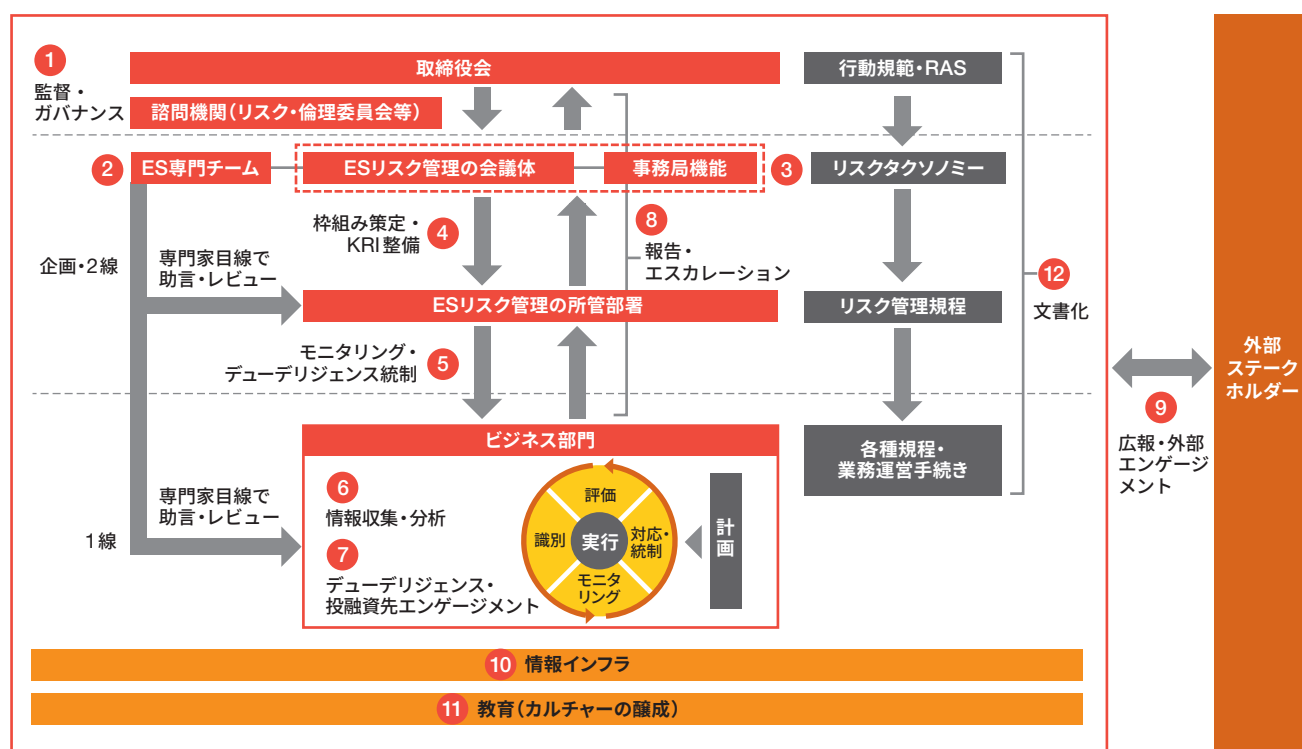 1
監督・
ガバナンス
取締役会
諮問機関（リスク・倫理委員会等）
行動規範・RAS
2
ES専門チーム
ESリスク管理の会議体
事務局機能
3
リスクタクソノミー
企画・2線
専門家目線で
助言・レビュー
枠組み策定・
KRI整備
4
8
報告・
エスカレーション
ESリスク管理の所管部署
リスク管理規程
12
文書化
モニタリング・
デューデリジェンス統制
5
1線
専門家目線で
助言・レビュー
ビジネス部門
6
情報収集・分析
7
デューデリジェンス・
投融資先エンゲージメント
評価
識別
実行
対応・
統制
モニタ
リング
計画
各種規程・
業務運営手続き
9
広報・外部
エンゲージ
メント
外部
ステーク
ホルダー
10 情報インフラ
11 教育（カルチャーの醸成）